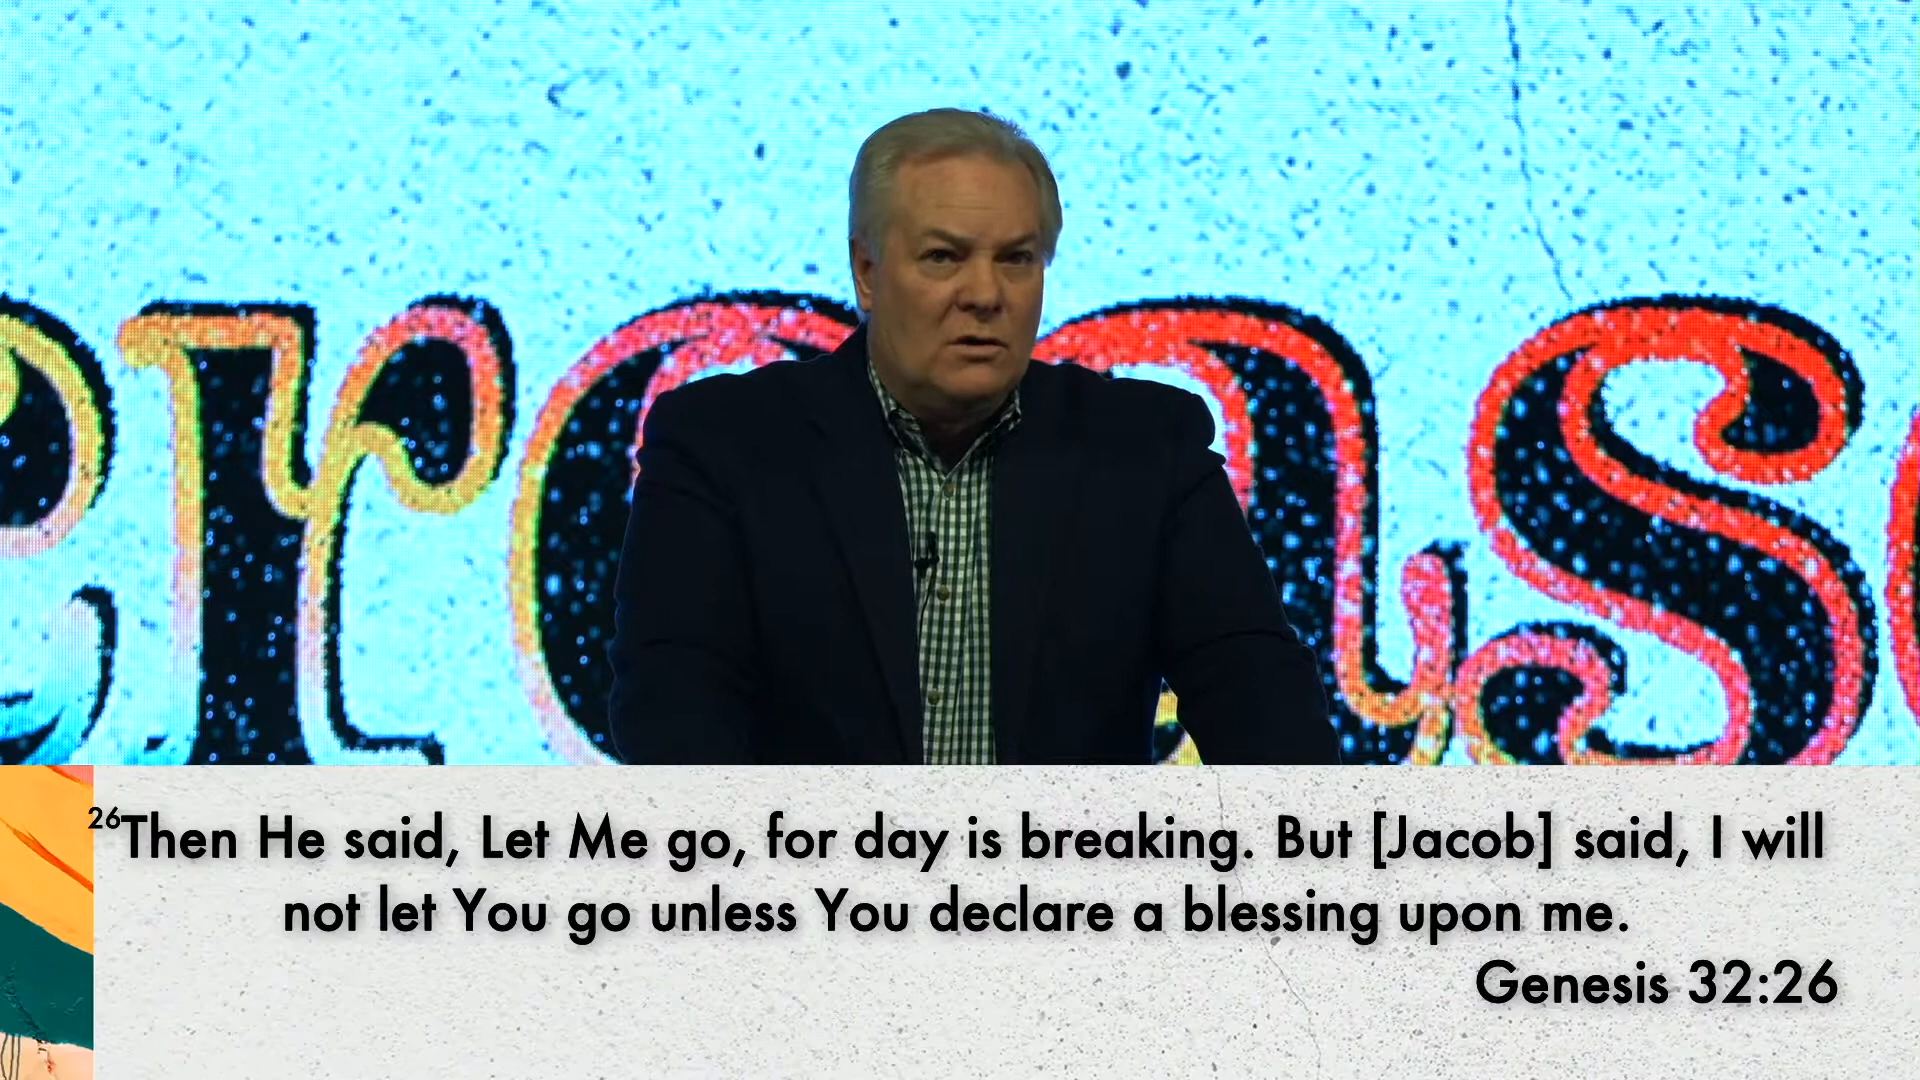 eras
26Then He said, Let Me go, for day is breaking. But [Jacob] said, I will
not let You go unless You declare a blessing upon me.
Genesis 32:26